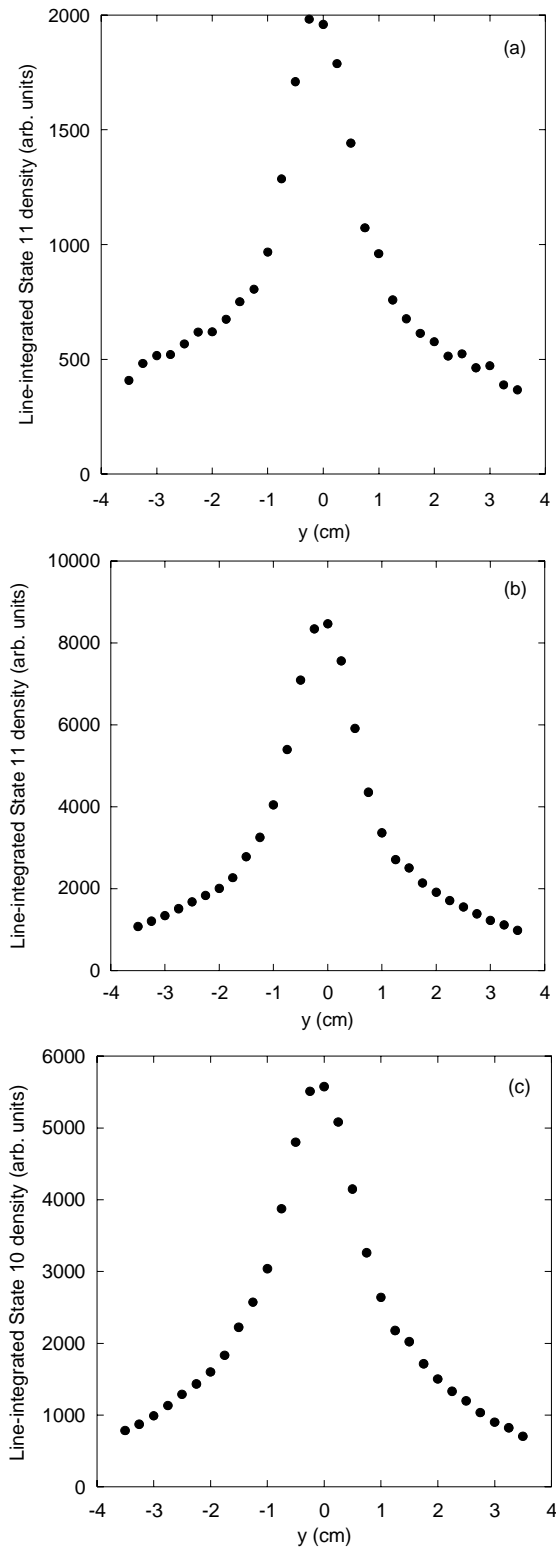 2000
(a)
1500
1000
500
0
Line-integrated State 11 density (arb. units)
-4 -3 -2 -1 0 1 2 3 4
y (cm)
10000
(b)
8000
6000
4000
2000
0
Line-integrated State 11 density (arb. units)
-4 -3 -2 -1 0 1 2 3 4
y (cm)
6000
(c)
5000
4000
3000
2000
1000
0
Line-integrated State 10 density (arb. units)
-4 -3 -2 -1 0 1 2 3 4
y (cm)